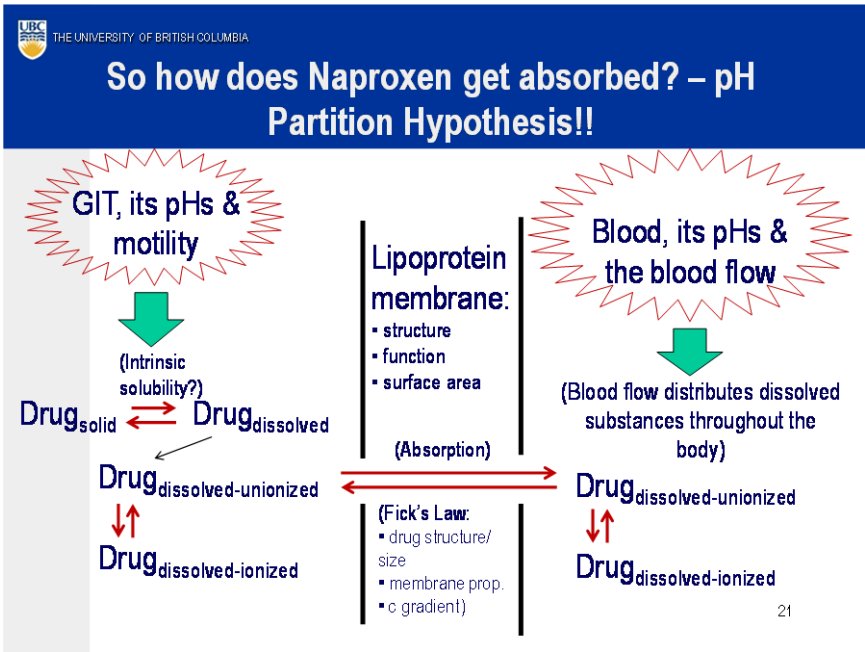 UBC
THE UNIVERSITY OF BRITISH COLUMBIA
So how does Naproxen get absorbed? – pH
Partition Hypothesis!!
GIT, its pHs &
motility
(Intrinsic
solubility?)
Drugsolid
Drugdissolved
Drugdissolved-unionized
Drugdissolved-ionized
Lipoprotein
membrane:
▪ structure
▪ function
▪ surface area
(Absorption)
(Fick's Law:
▪ drug structure/
size
▪ membrane prop.
▪ c gradient)
Blood, its pHs &
the blood flow
(Blood flow distributes dissolved
substances throughout the
body)
Drugdissolved-unionized
Drugdissolved-ionized
21